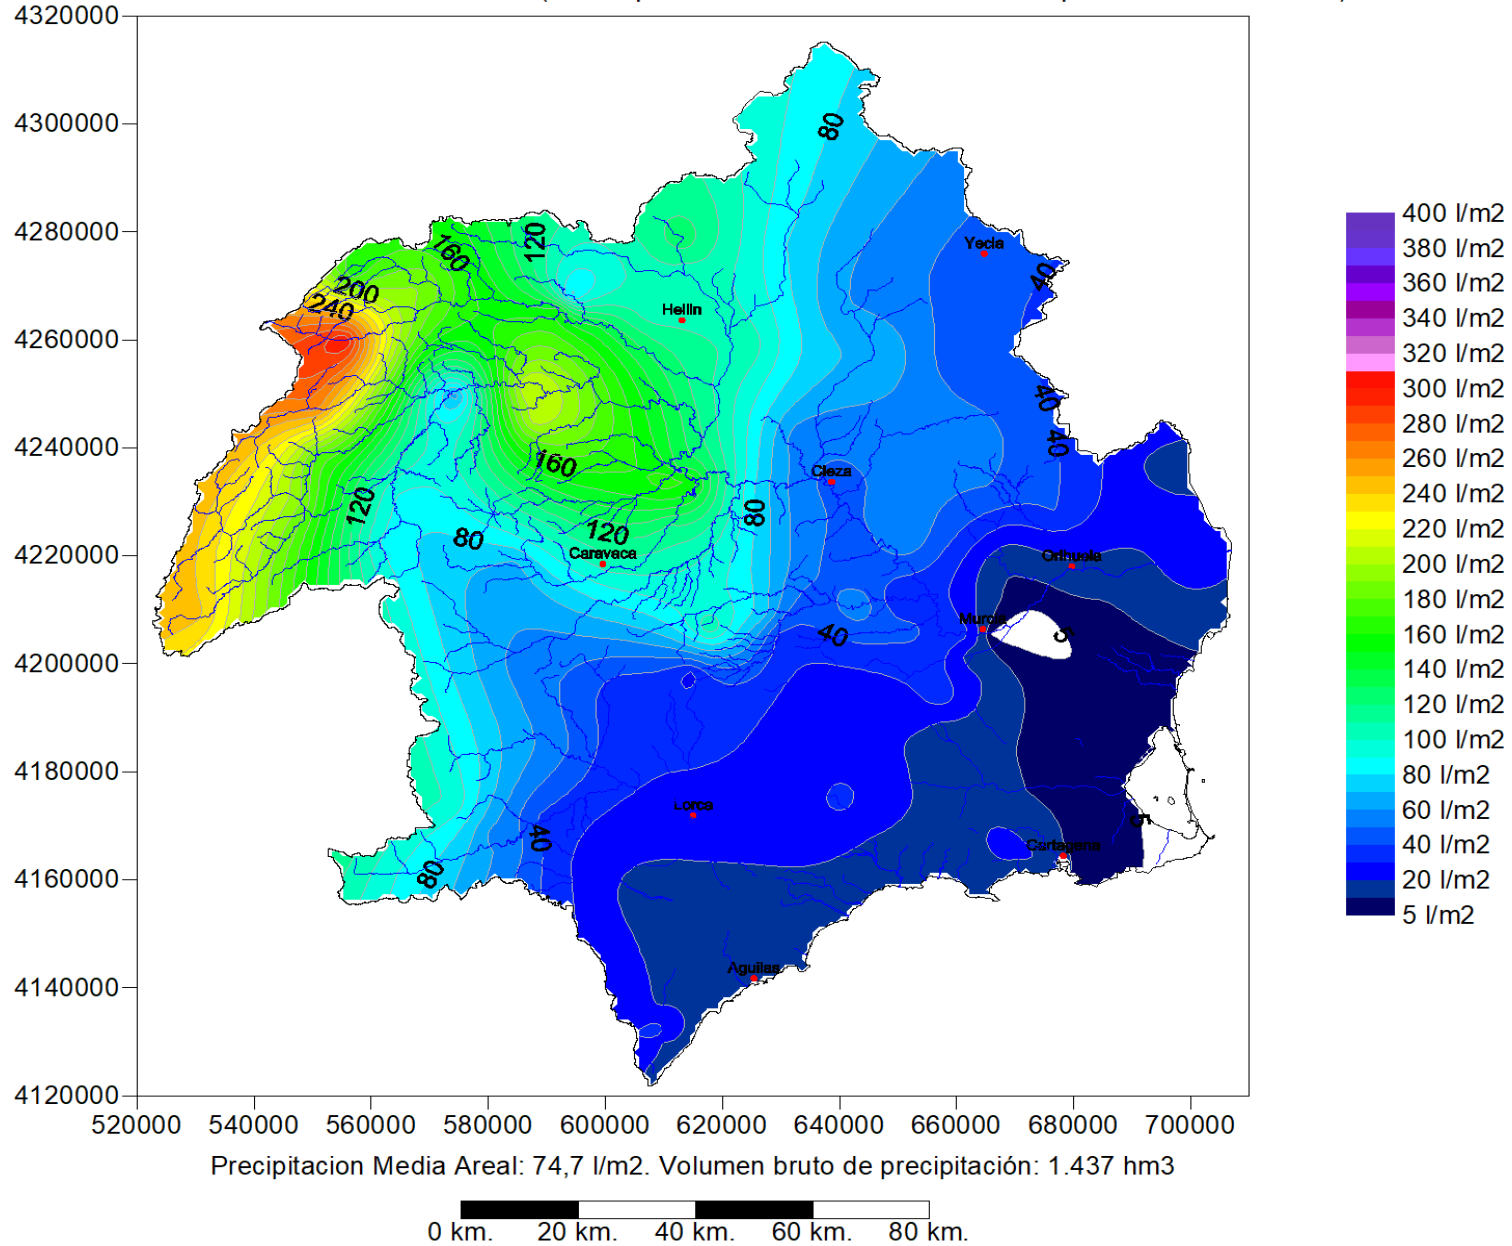 4320000
4300000
4280000
4260000
4240000
4220000
4200000
4180000
4160000
4140000
4120000
520000 540000 560000 580000 600000 620000 640000 660000 680000 700000
80
120
160
200
240
Yecla
40
Hellin
40
40
160
Cieza
120
80
80
120
Caravaca
Orihuela
Murcia
5
40
Lorca
5
40
Cartagena
80
Aguilas
400 l/m2
380 l/m2
360 l/m2
340 l/m2
320 l/m2
300 l/m2
280 l/m2
260 l/m2
240 l/m2
220 l/m2
200 l/m2
180 l/m2
160 l/m2
140 l/m2
120 l/m2
100 l/m2
80 l/m2
60 l/m2
40 l/m2
20 l/m2
5 l/m2
Precipitacion Media Areal: 74,7 l/m2. Volumen bruto de precipitación: 1.437 hm3
0 km. 20 km. 40 km. 60 km. 80 km.